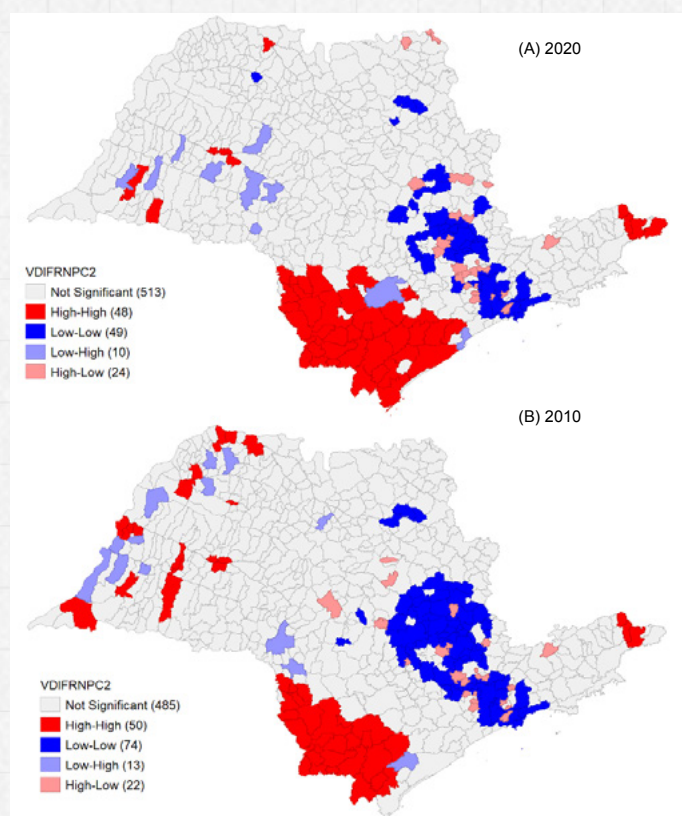 (A) 2020
VDIFRNPC2
Not Significant (513)
High-High (48)
Low-Low (49)
Low-High (10)
High-Low (24)
(B) 2010
VDIFRNPC2
Not Significant (485)
High-High (50)
Low-Low (74)
Low-High (13)
High-Low (22)